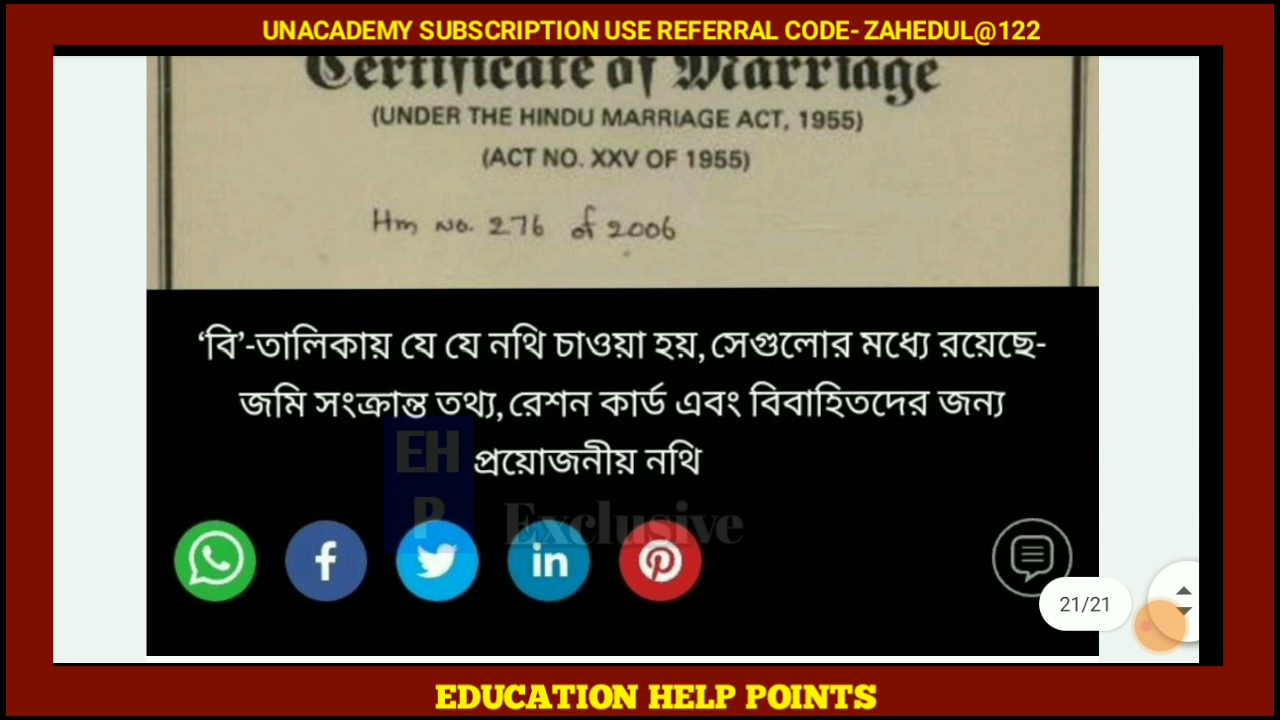 UNACADEMY SUBSCRIPTION USE REFERRAL CODE- ZAHEDUL@122
Certificate of Marriage
(UNDER THE HINDU MARRIAGE ACT, 1955)
(ACT NO. XXV OF 1955)
Hm No. 276 of 2006
‘বি’-তালিকায় যে যে নথি চাওয়া হয়, সেগুলোর মধ্যে রয়েছে-
জমি সংক্রান্ত তথ্য, রেশন কার্ড এবং বিবাহিতদের জন্য
প্রয়োজনীয় নথি
EH
P
Exclusive
f
in
21/21
EDUCATION HELP POINTS